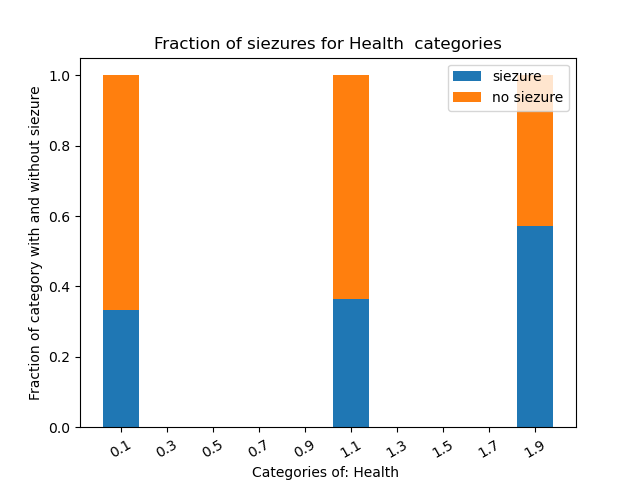 Fraction of siezures for Health  categories
siezure
no siezure
Fraction of category with and without siezure
1.0
0.8
0.6
0.4
0.2
0.0
0.1 0.3 0.5 0.7 0.9 1.1 1.3 1.5 1.7 1.9
Categories of: Health